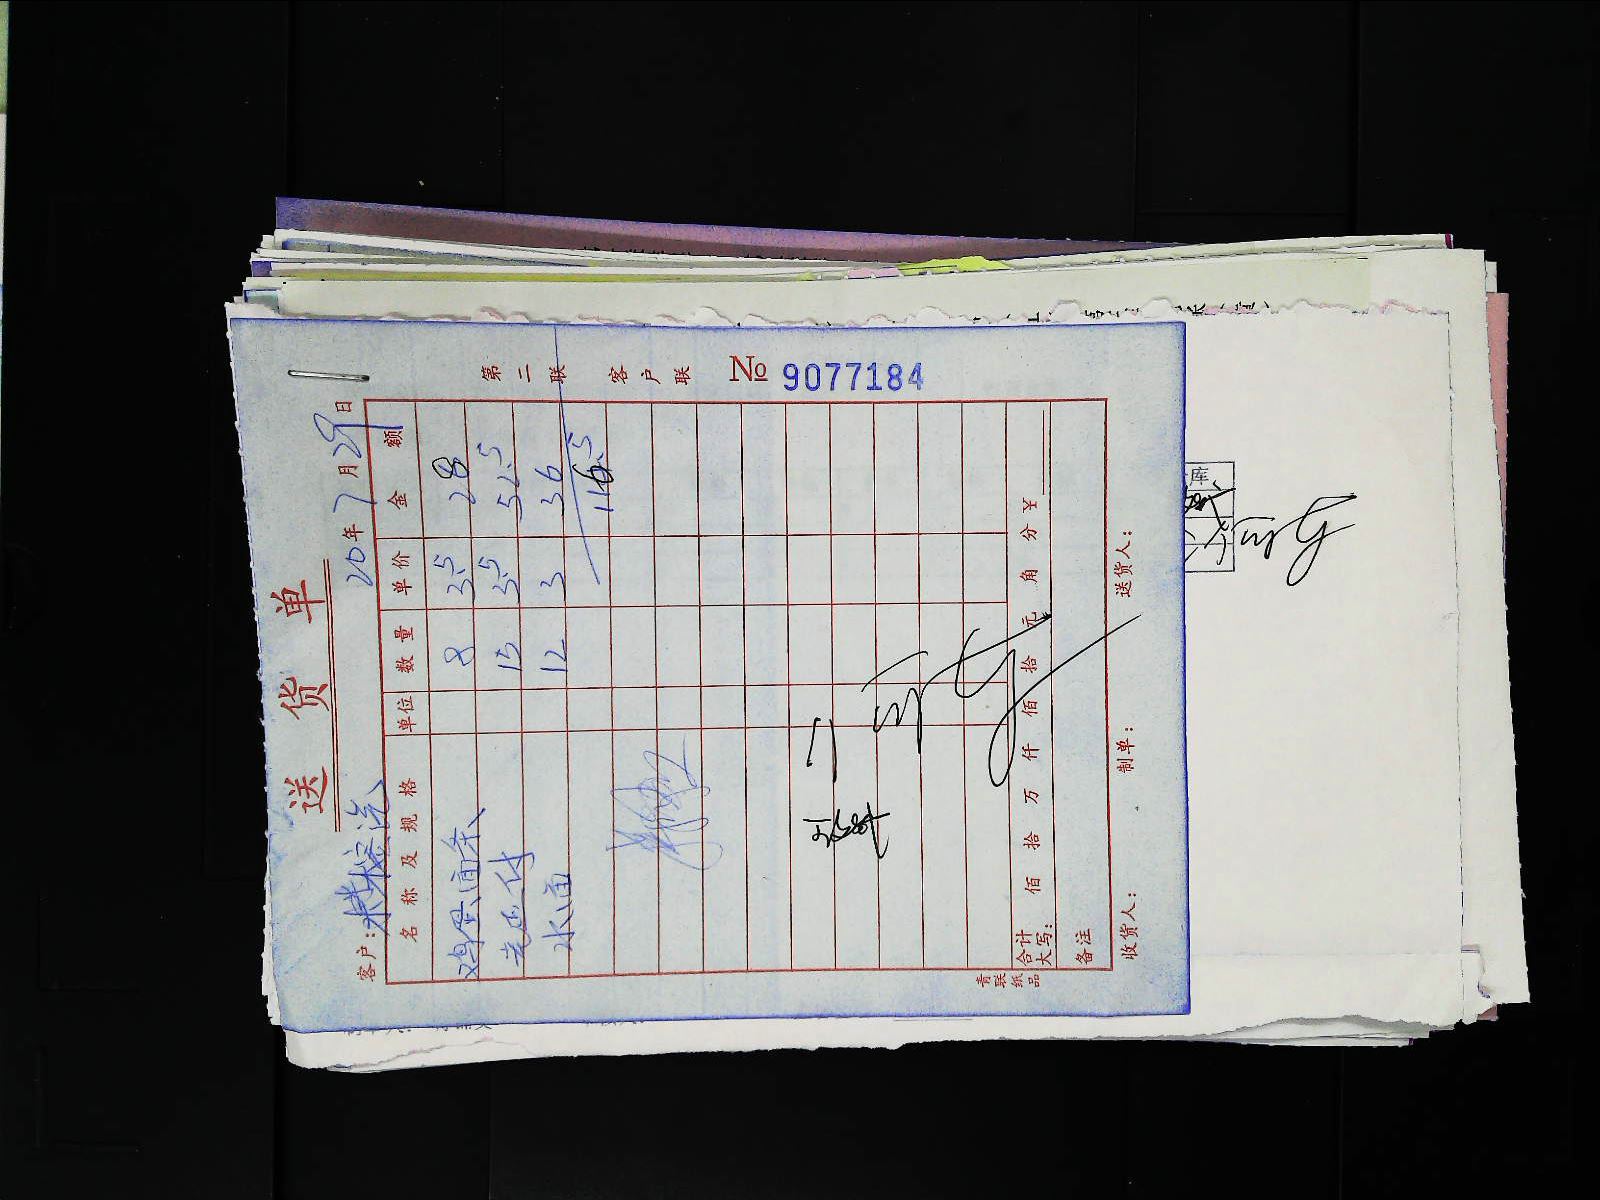 送货单
第二联 客户联 № 9077184
20年7月29日
客户:
名称及规格 单位 数量 单价 金额
鸡蛋面条 8 3.5 28
15 3.5 52.5
水面 12 3 36
116.5
合计大写: 佰 拾 万 仟 佰 拾 元 角 分 ¥
备注
收货人: 制单: 送货人:
青联纸品
库